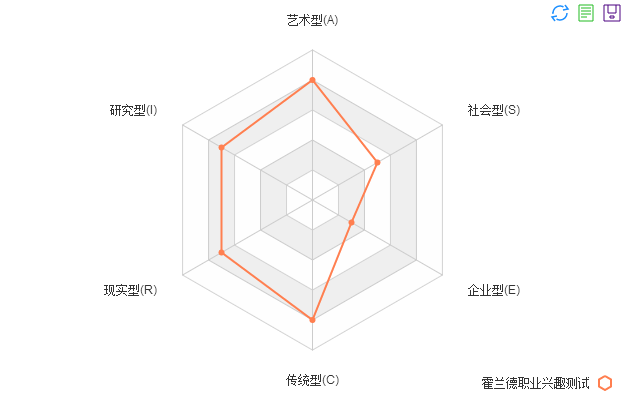 艺术型(A)
研究型(I)
社会型(S)
现实型(R)
企业型(E)
传统型(C)
霍兰德职业兴趣测试